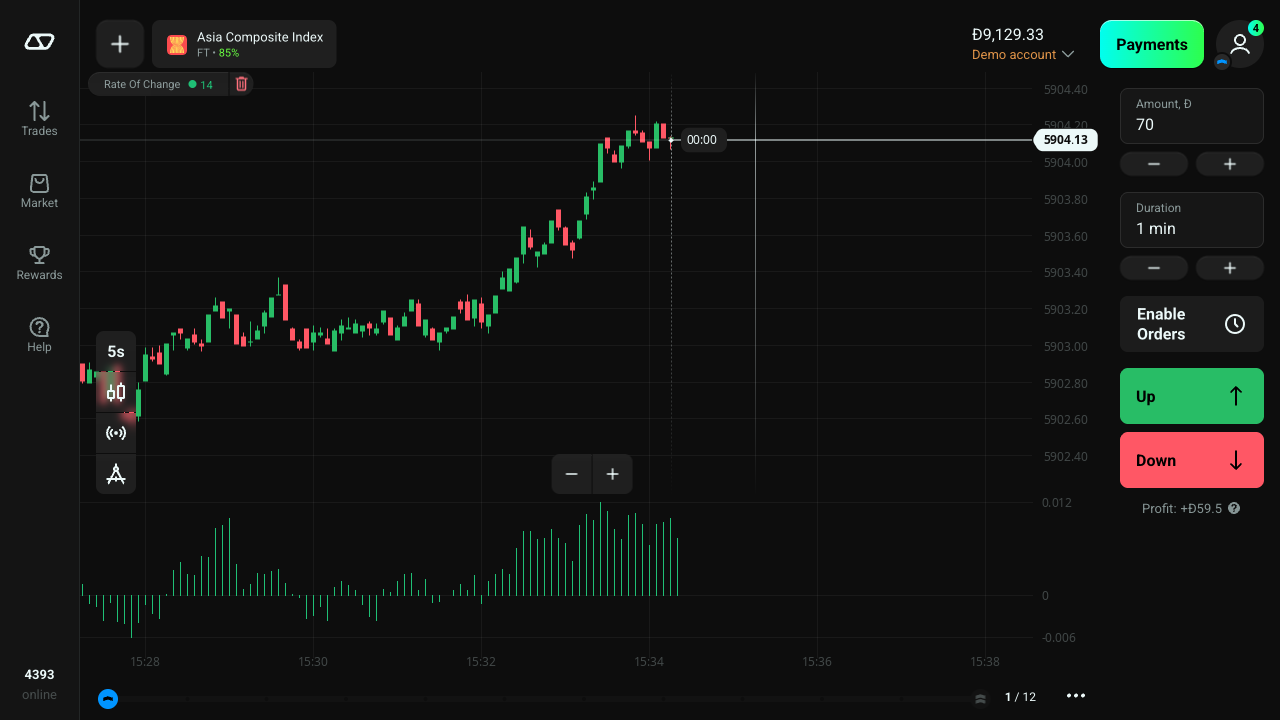 Asia Composite Index
FT • 85%
Đ9,129.33
Demo account
Payments
4
Rate Of Change 14
Trades
Market
Rewards
Help
4393
online
5s
00:00
5904.40
5904.20
5904.13
5904.00
5903.80
5903.60
5903.40
5903.20
5903.00
5902.80
5902.60
5902.40
0.012
0
-0.006
15:28
15:30
15:32
15:34
15:36
15:38
1 / 12
Amount, Đ
70
Duration
1 min
Enable
Orders
Up
Down
Profit: +Đ59.5